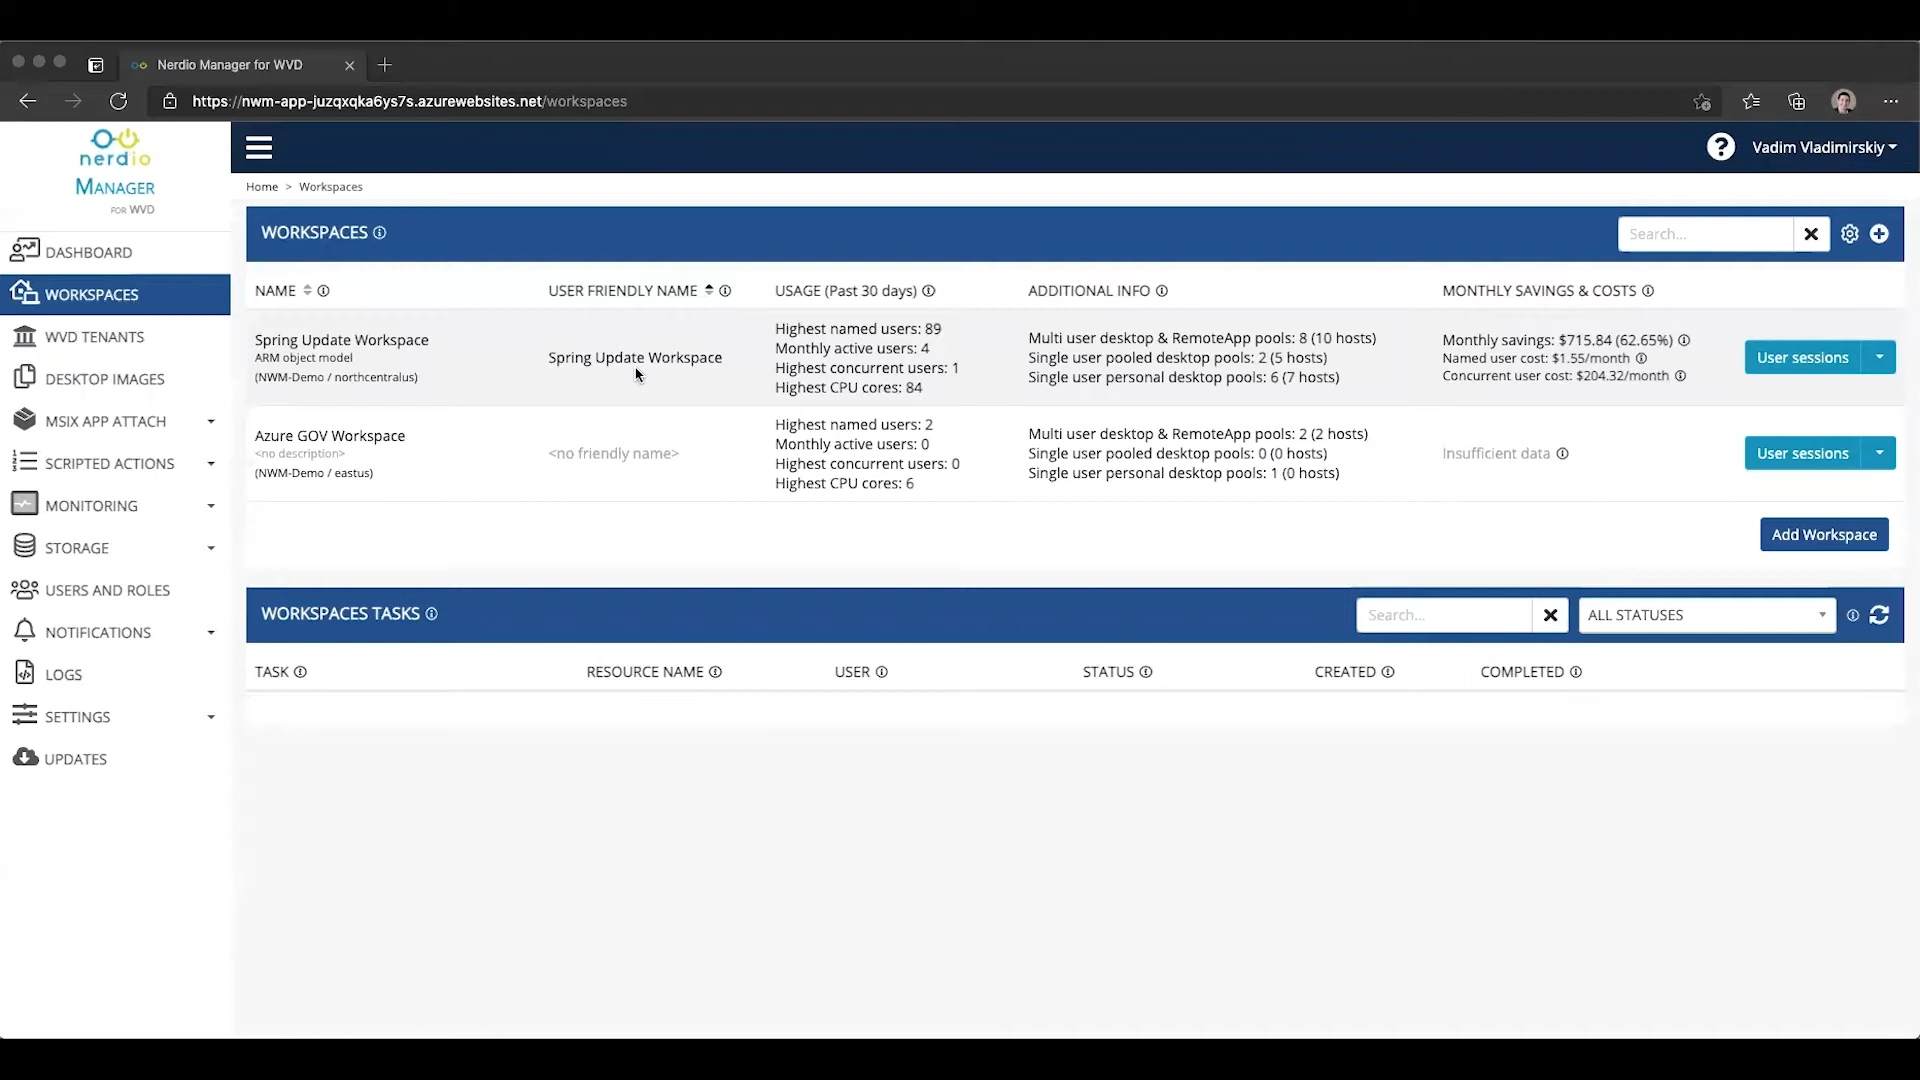 Nerdio Manager for WVD
https://nwm-app-juzqxqka6ys7s.azurewebsites.net/workspaces
nerdio
MANAGER
FOR WVD
? Vadim Vladimirskiy
Home > Workspaces
DASHBOARD
WORKSPACES
WVD TENANTS
DESKTOP IMAGES
MSIX APP ATTACH
SCRIPTED ACTIONS
MONITORING
STORAGE
USERS AND ROLES
NOTIFICATIONS
LOGS
SETTINGS
UPDATES
WORKSPACES
Search...
NAME USER FRIENDLY NAME USAGE (Past 30 days) ADDITIONAL INFO MONTHLY SAVINGS & COSTS
Spring Update Workspace
ARM object model
(NWM-Demo / northcentralus)
Spring Update Workspace
Highest named users: 89
Monthly active users: 4
Highest concurrent users: 1
Highest CPU cores: 84
Multi user desktop & RemoteApp pools: 8 (10 hosts)
Single user pooled desktop pools: 2 (5 hosts)
Single user personal desktop pools: 6 (7 hosts)
Monthly savings: $715.84 (62.65%)
Named user cost: $1.55/month
Concurrent user cost: $204.32/month
User sessions
Azure GOV Workspace
<no description>
(NWM-Demo / eastus)
<no friendly name>
Highest named users: 2
Monthly active users: 0
Highest concurrent users: 0
Highest CPU cores: 6
Multi user desktop & RemoteApp pools: 2 (2 hosts)
Single user pooled desktop pools: 0 (0 hosts)
Single user personal desktop pools: 1 (0 hosts)
Insufficient data
User sessions
Add Workspace
WORKSPACES TASKS
Search...
ALL STATUSES
TASK RESOURCE NAME USER STATUS CREATED COMPLETED